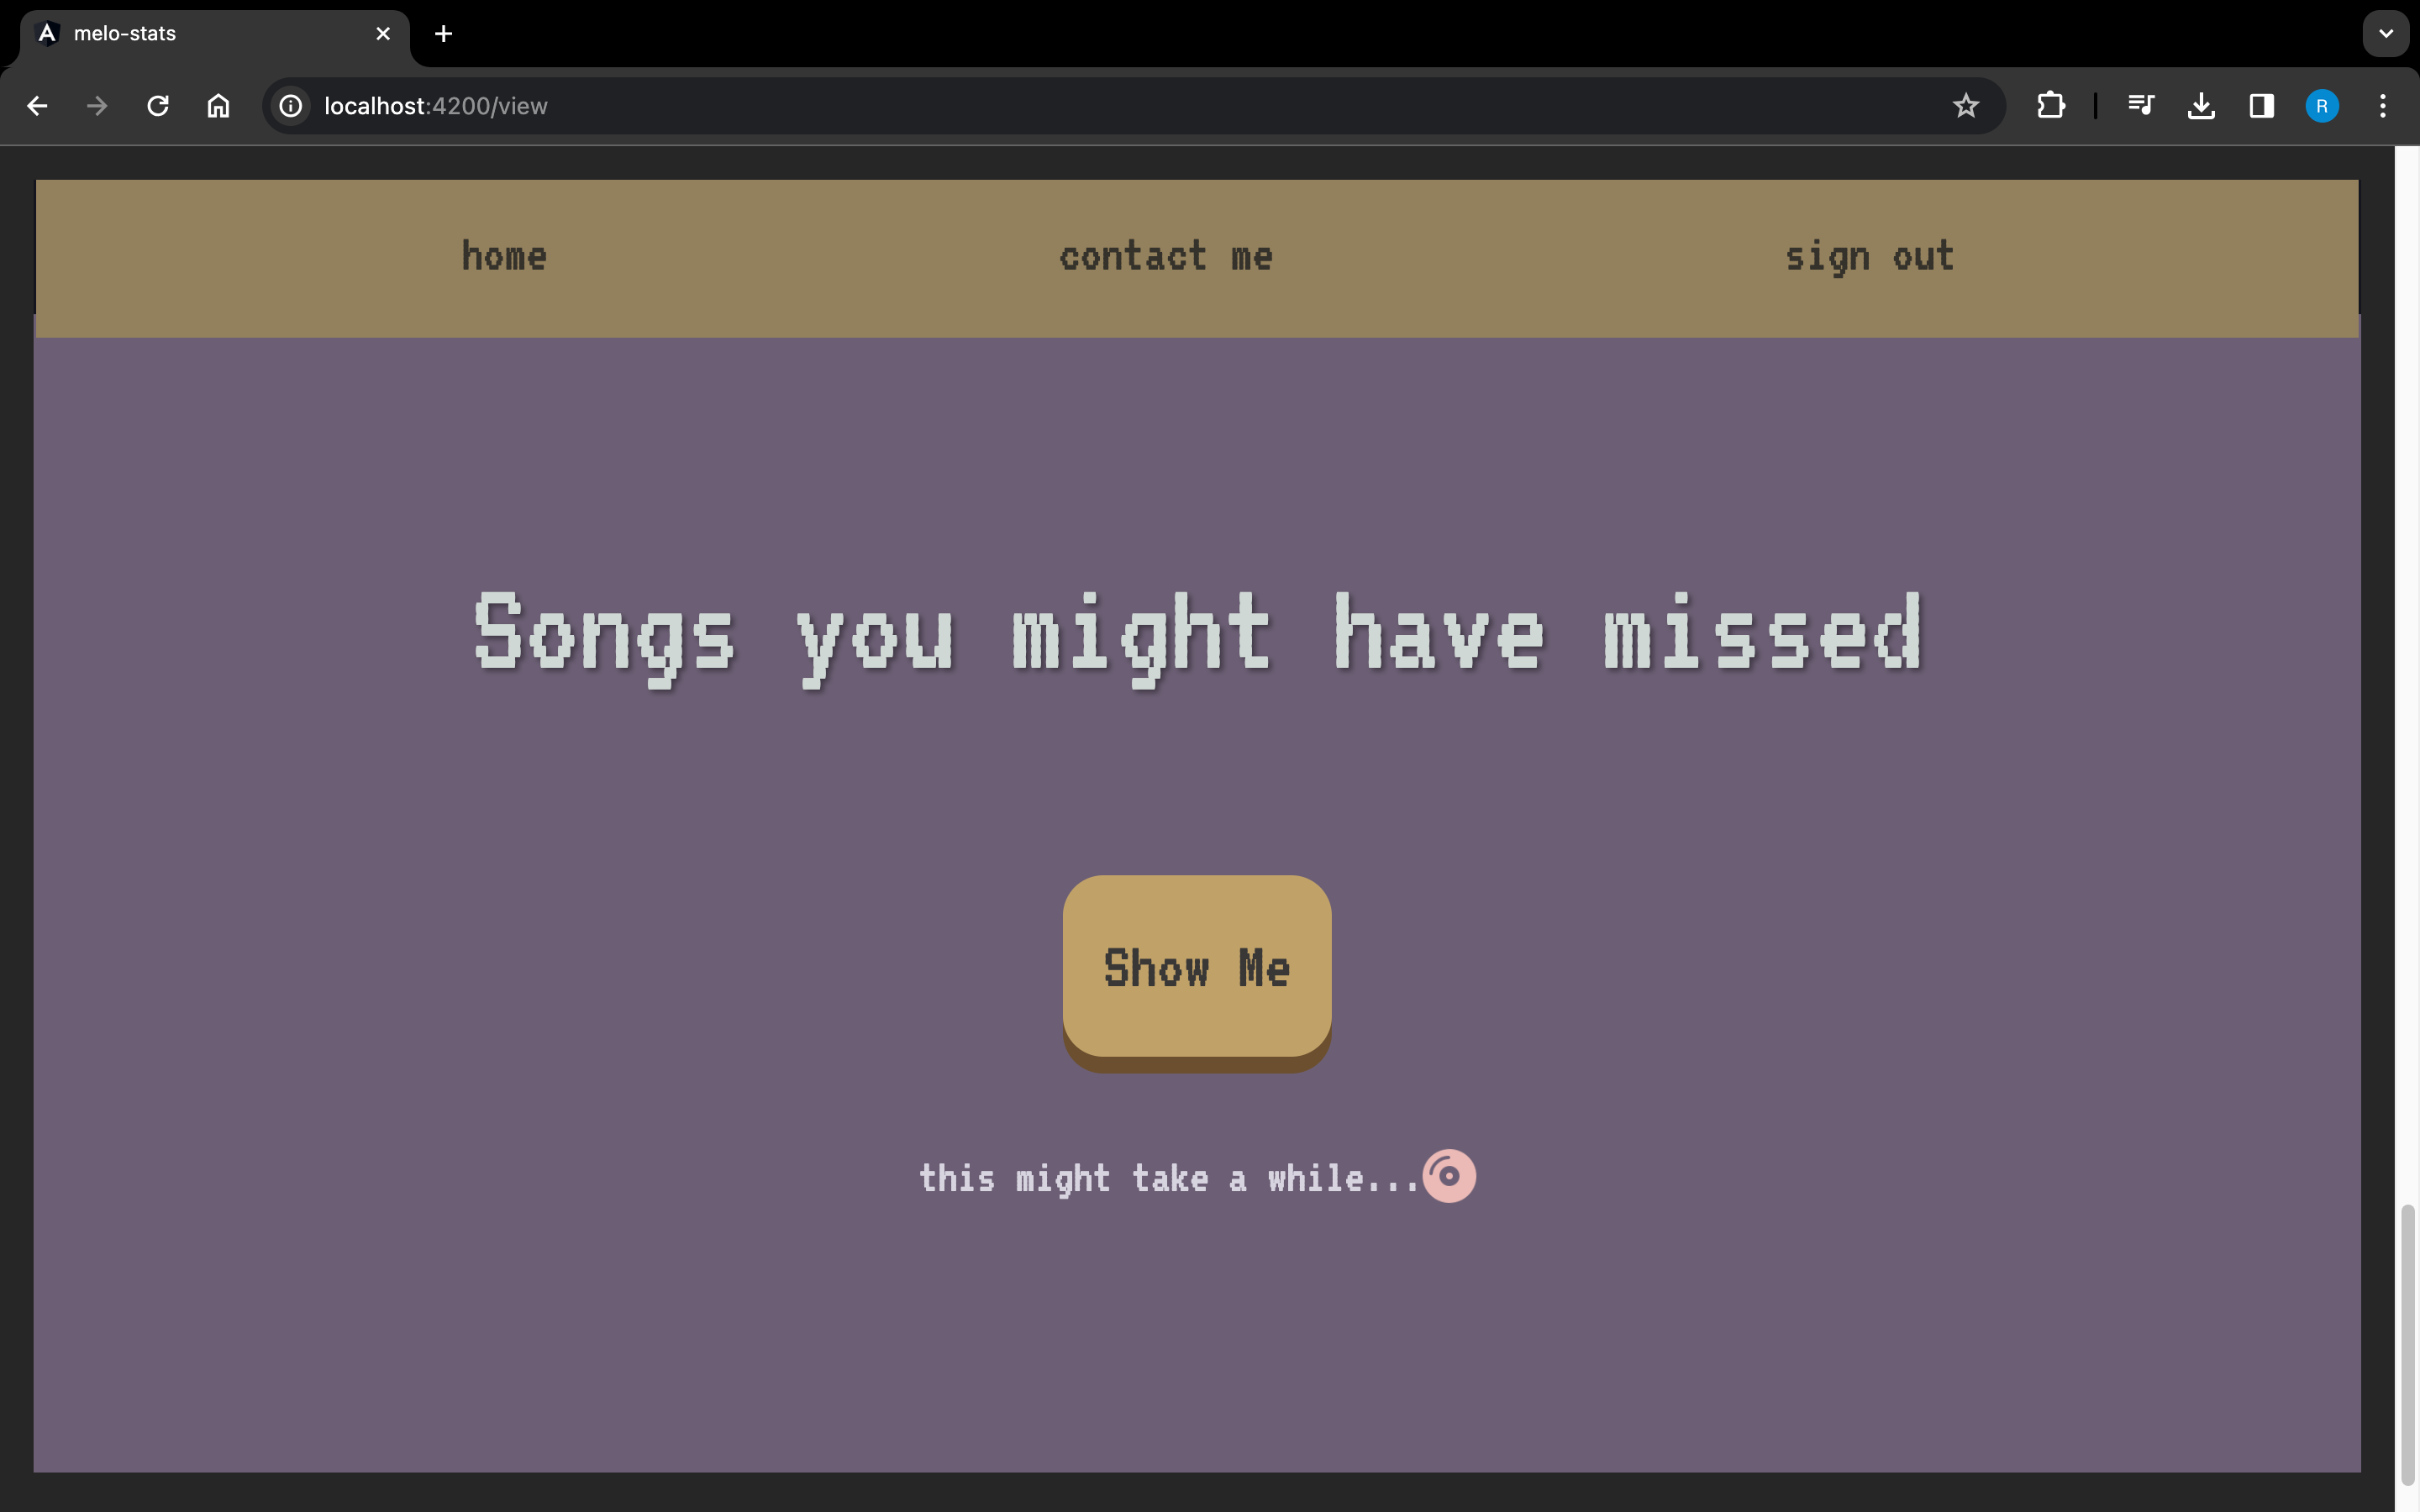 melo-stats
localhost:4200/view
R
home contact me sign out
Songs you might have missed
Show Me
this might take a while...